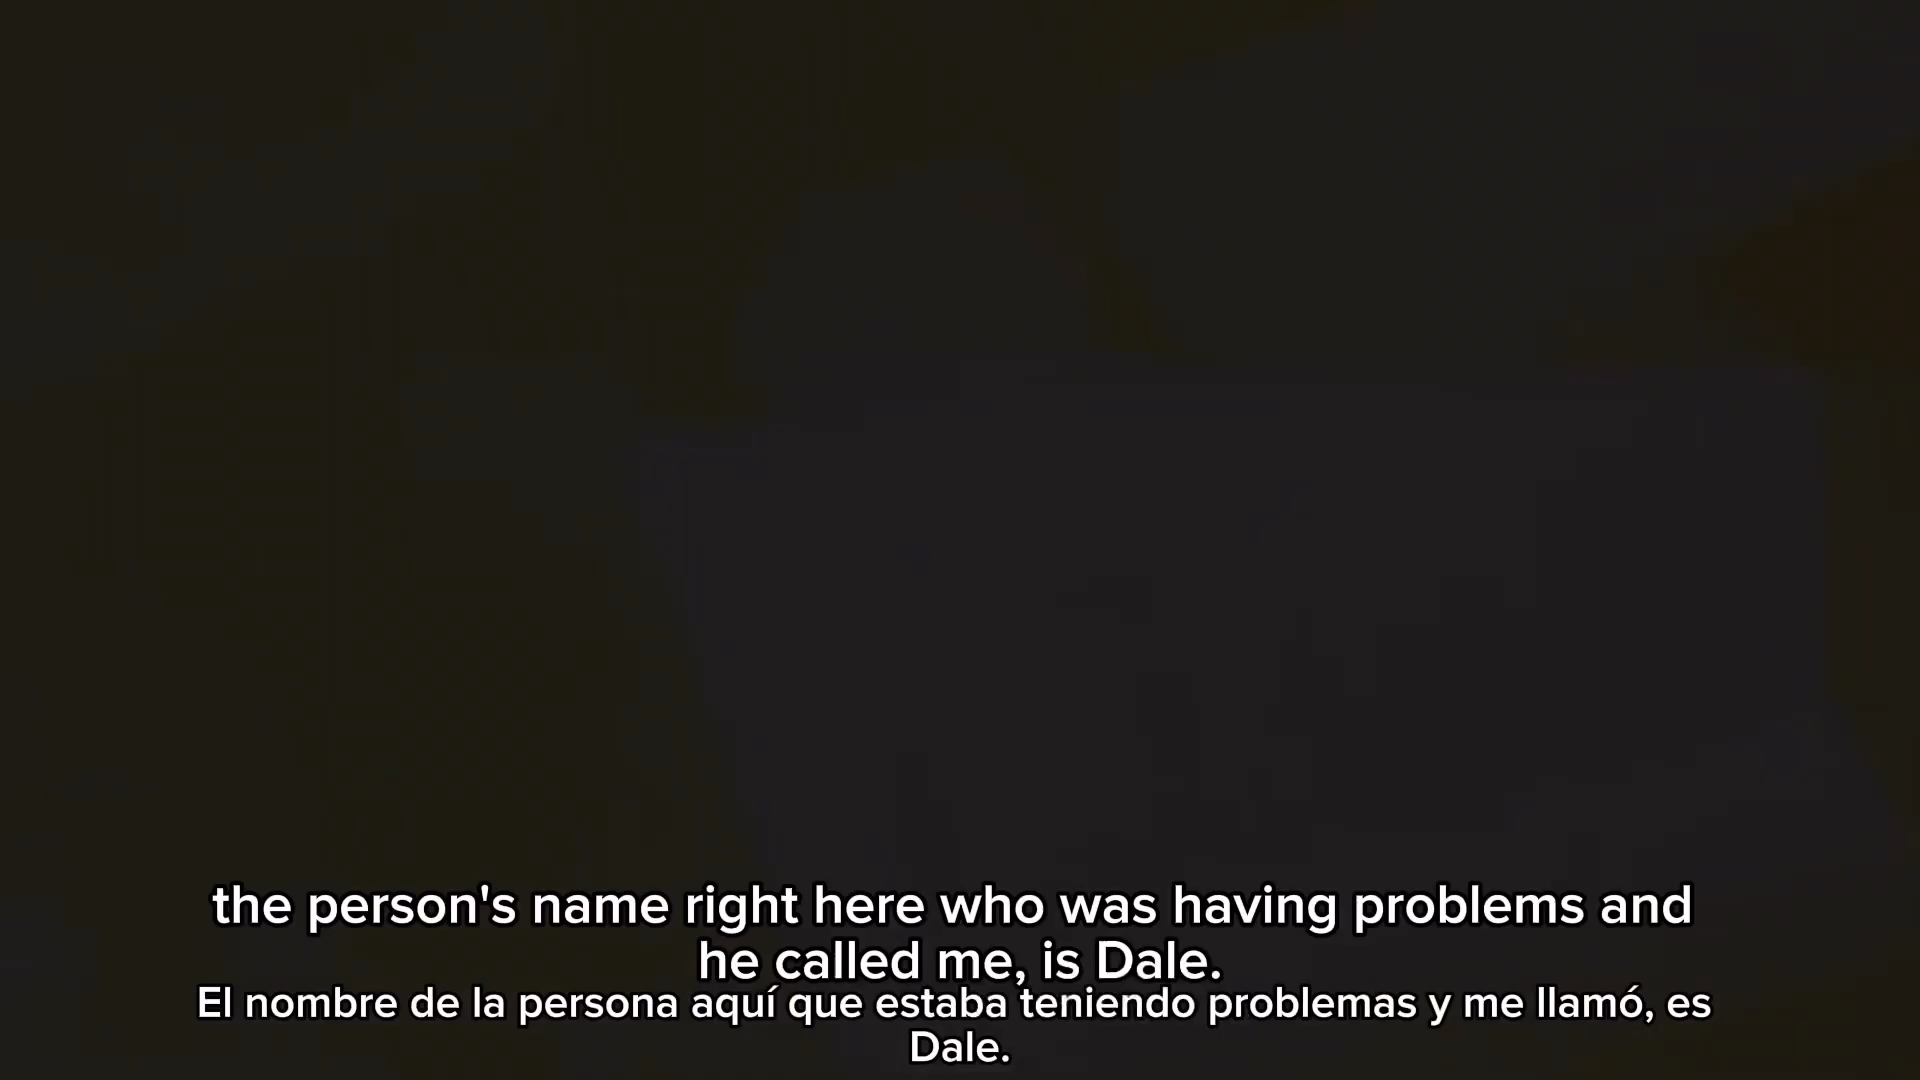 the person's name right here who was having problems and
he called me, is Dale.
El nombre de la persona aquí que estaba teniendo problemas y me llamó, es
Dale.